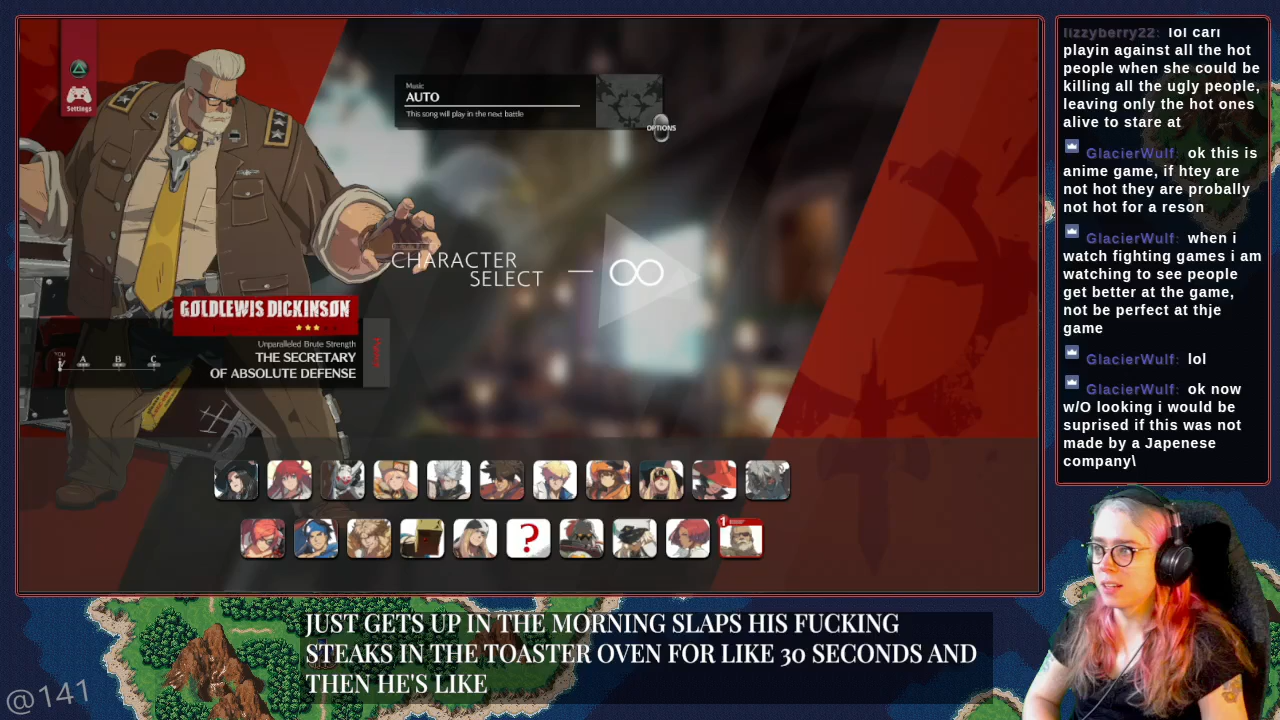 Settings
Music
AUTO
This song will play in the next battle
OPTIONS
CHARACTER
SELECT
GOLDLEWIS DICKINSON
Unparalleled Brute Strength
THE SECRETARY
OF ABSOLUTE DEFENSE
YOU
A B C
?
1
lizzyberry22: lol cari
playin against all the hot
people when she could be
killing all the ugly people,
leaving only the hot ones
alive to stare at
GlacierWulf: ok this is
anime game, if htey are
not hot they are probally
not hot for a reson
GlacierWulf: when i
watch fighting games i am
watching to see people
get better at the game,
not be perfect at thje
game
GlacierWulf: lol
GlacierWulf: ok now
w/O looking i would be
suprised if this was not
made by a Japenese
company\
JUST GETS UP IN THE MORNING SLAPS HIS FUCKING
STEAKS IN THE TOASTER OVEN FOR LIKE 30 SECONDS AND
THEN HE'S LIKE
@141